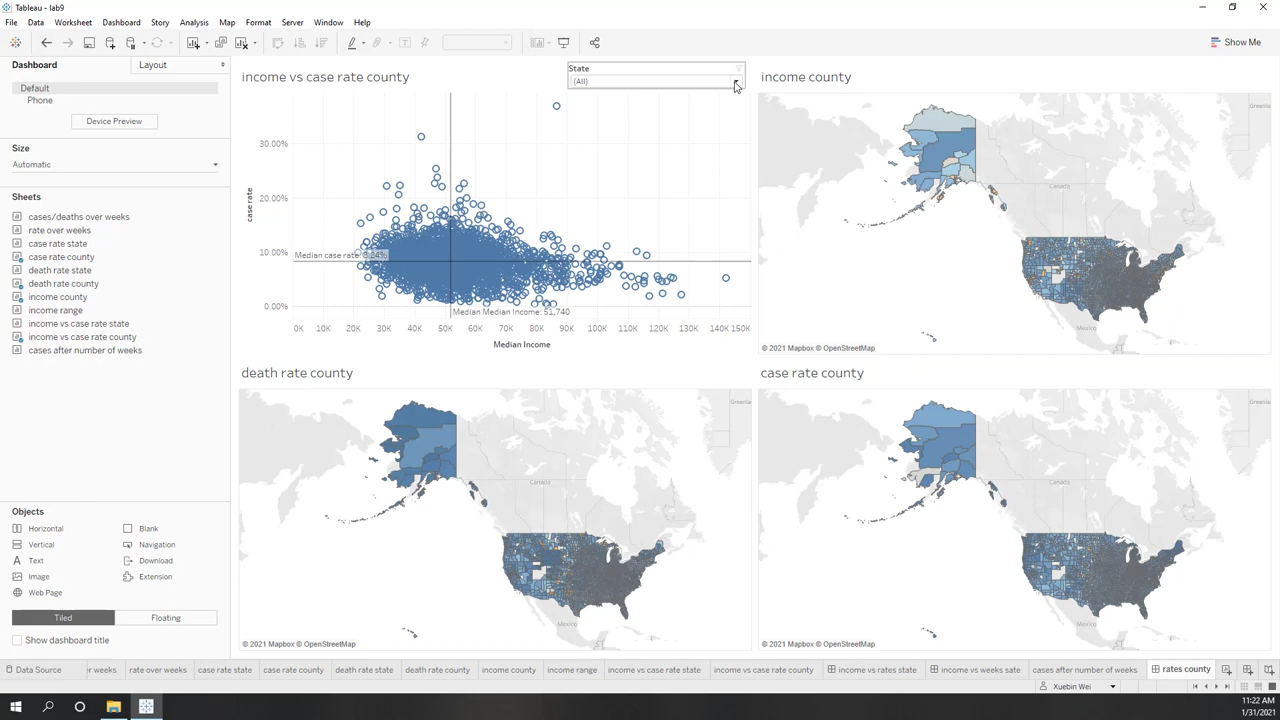 Tableau - lab9
File Data Worksheet Dashboard Story Analysis Map Format Server Window Help
Show Me
Dashboard Layout
Default
Phone
Device Preview
Size
Automatic
Sheets
cases/deaths over weeks
rate over weeks
case rate state
case rate county
death rate state
death rate county
income county
income range
income vs case rate state
income vs case rate county
cases after number of weeks
Objects
Horizontal Blank
Vertical Navigation
Text Download
Image Extension
Web Page
Tiled Floating
Show dashboard title
income vs case rate county
State
(All)
30.00%
20.00%
10.00%
0.00%
case rate
Median case rate:
Median Median Income: 51,740
0K 10K 20K 30K 40K 50K 60K 70K 80K 90K 100K 110K 120K 130K 140K 150K
Median Income
income county
Canada
Mexico
© 2021 Mapbox © OpenStreetMap
death rate county
Greenla
Canada
Mexico
© 2021 Mapbox © OpenStreetMap
case rate county
Canada
Mexico
© 2021 Mapbox © OpenStreetMap
Data Source er weeks rate over weeks case rate state case rate county death rate state death rate county income county income range income vs case rate state income vs case rate county income vs rates state income vs weeks sate cases after number of weeks rates county
Xuebin Wei
11:22 AM
1/31/2021